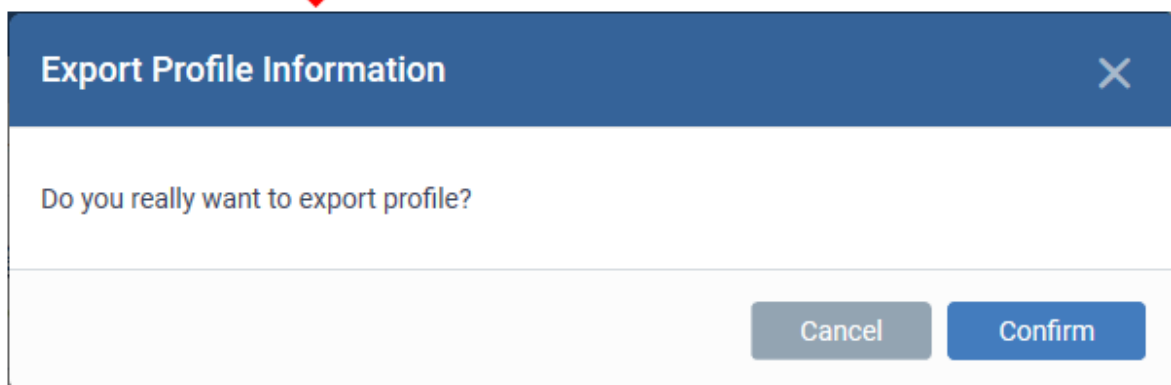 Export Profile Information
Do you really want to export profile?
Cancel
Confirm